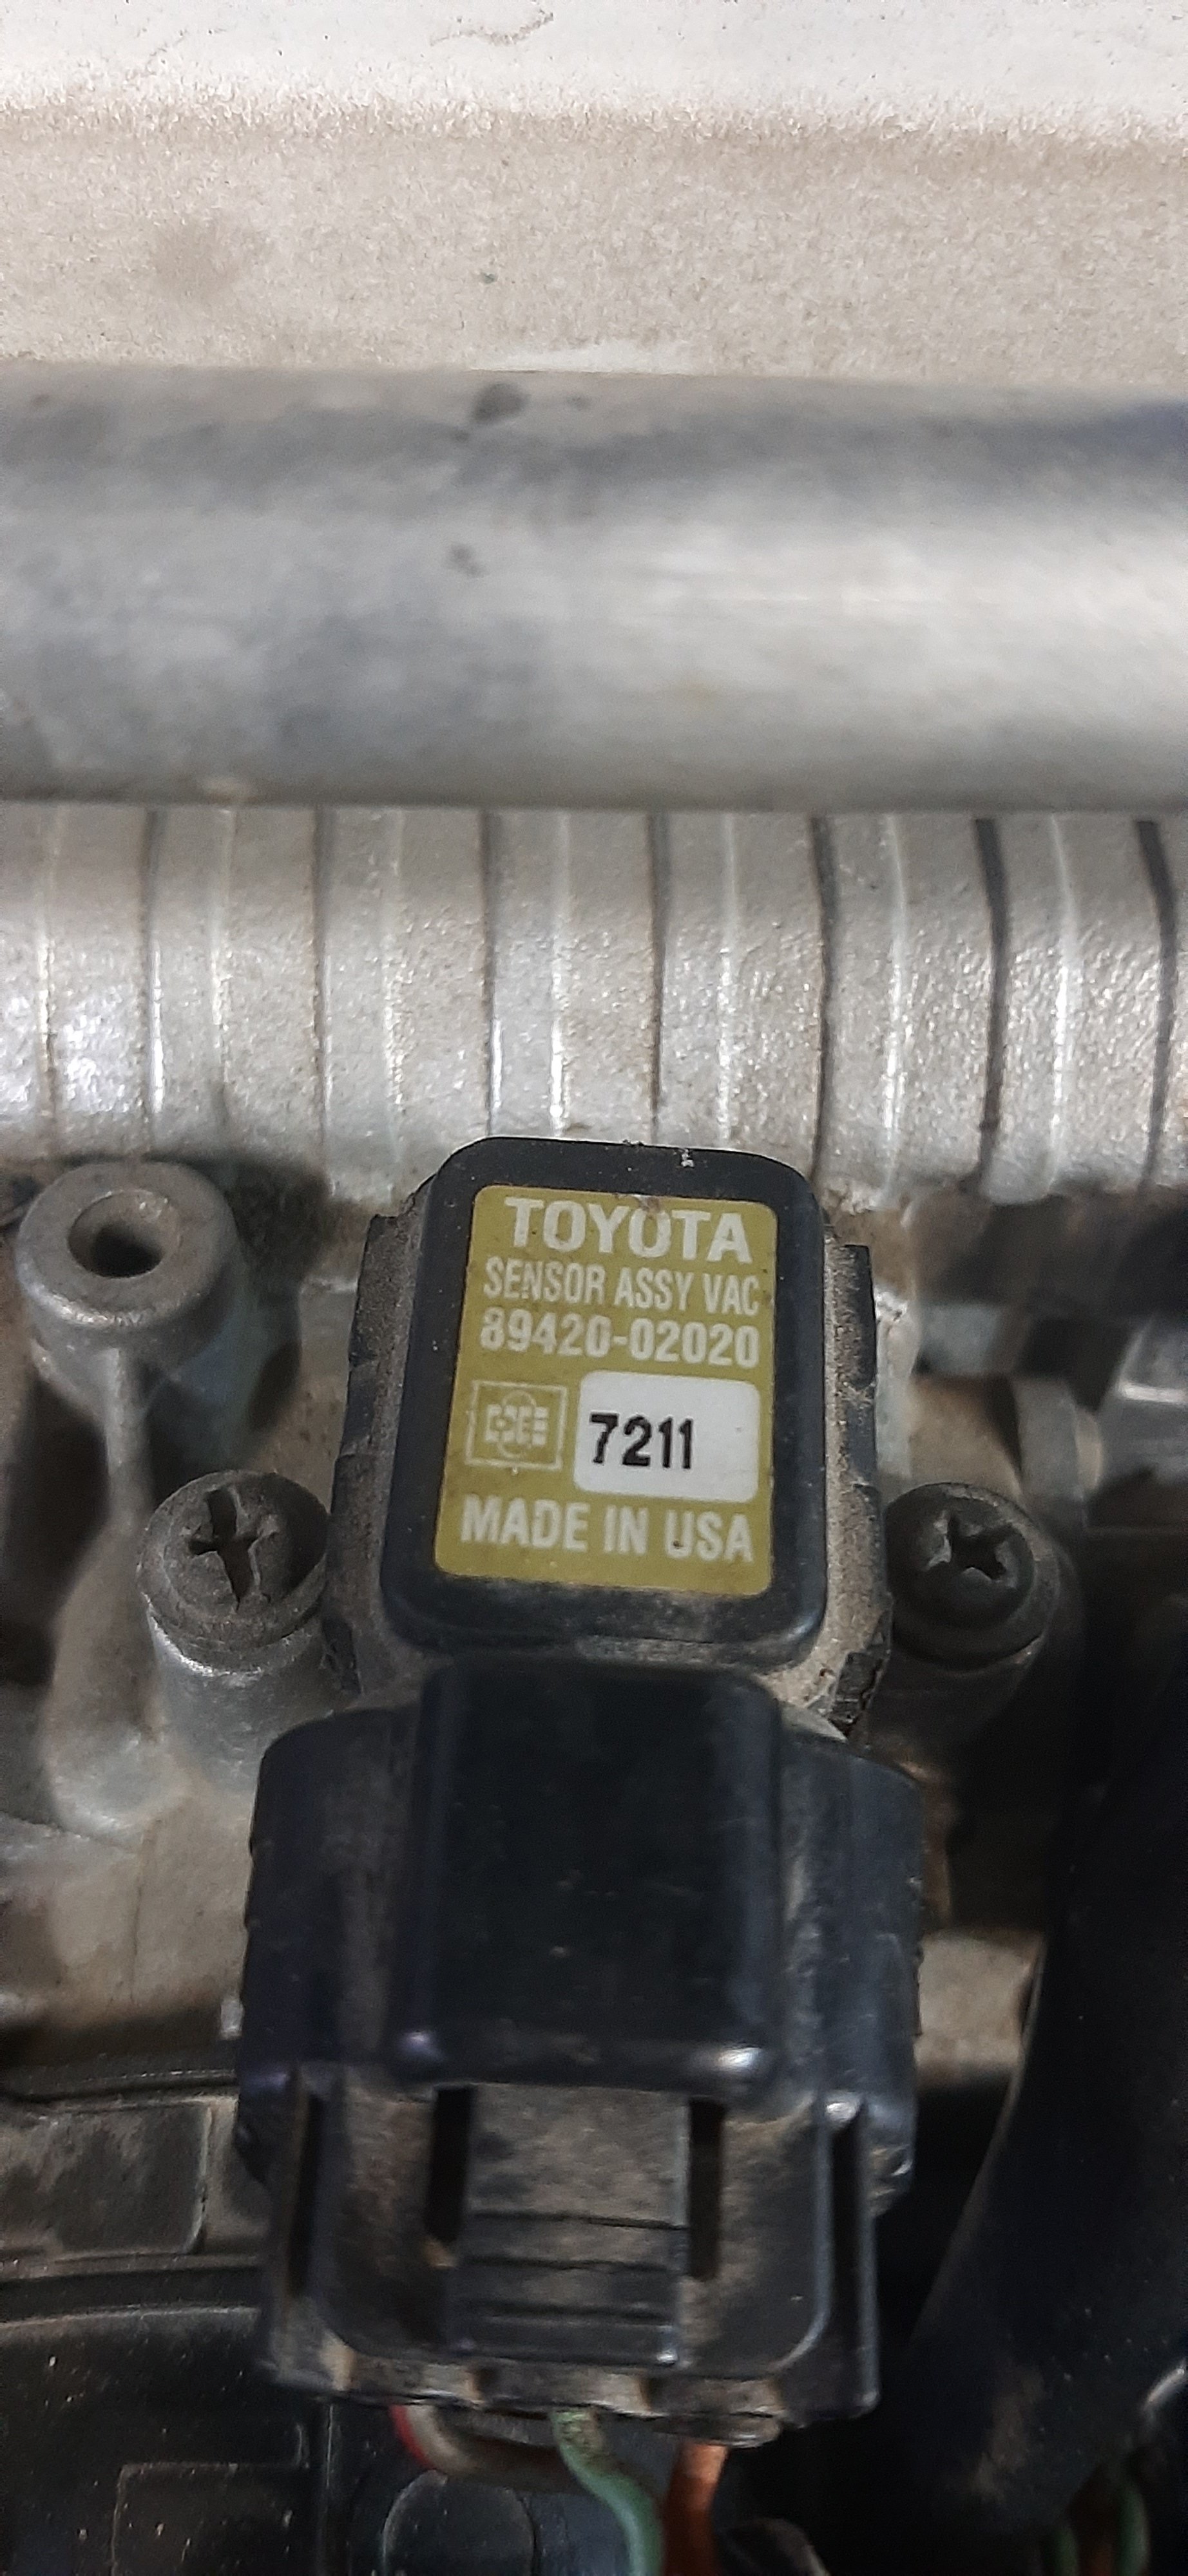 TOYOTA
SENSOR ASSY VAC
89420-02020
7211
MADE IN USA